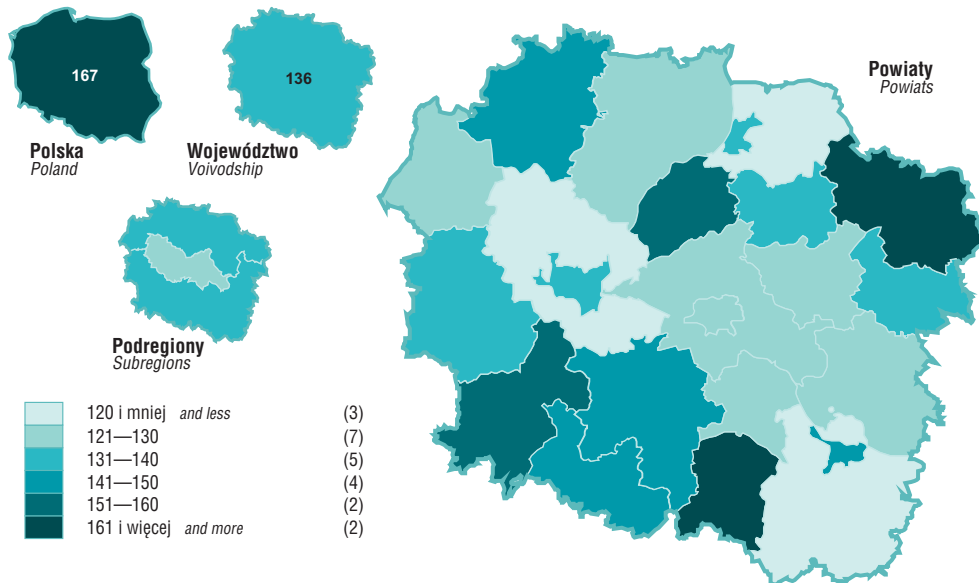 167
136
Polska
Poland
Województwo
Voivodship
Powiaty
Powiats
Podregiony
Subregions
120 i mniej and less (3)
121—130 (7)
131—140 (5)
141—150 (4)
151—160 (2)
161 i więcej and more (2)